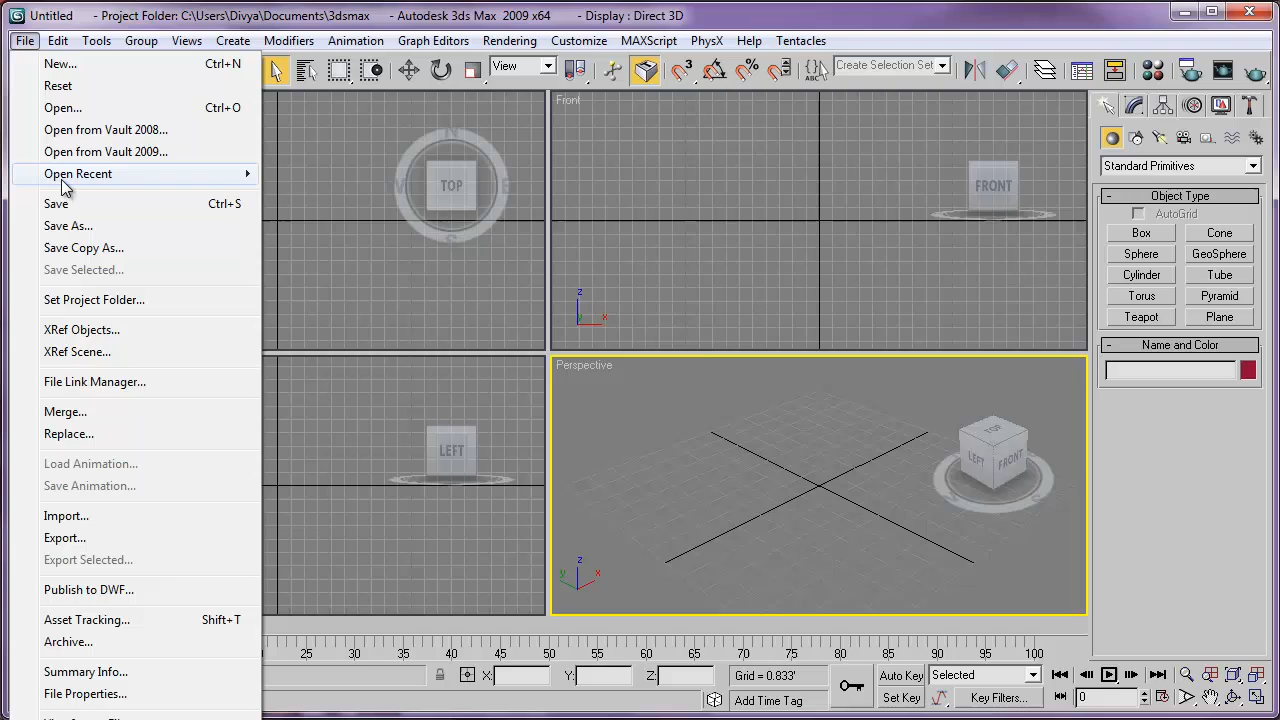 Untitled - Project Folder: C:\Users\Divya\Documents\3dsmax - Autodesk 3ds Max 2009 x64 - Display : Direct 3D
File Edit Tools Group Views Create Modifiers Animation Graph Editors Rendering Customize MAXScript PhysX Help Tentacles
New... Ctrl+N
Reset
Open... Ctrl+O
Open from Vault 2008...
Open from Vault 2009...
Open Recent
Save Ctrl+S
Save As...
Save Copy As...
Save Selected...
Set Project Folder...
XRef Objects...
XRef Scene...
File Link Manager...
Merge...
Replace...
Load Animation...
Save Animation...
Import...
Export...
Export Selected...
Publish to DWF...
Asset Tracking... Shift+T
Archive...
Summary Info...
File Properties...
View
ABC
Create Selection Set
N
W TOP E
S
Front
FRONT
z
y x
LEFT
Perspective
TOP
LEFT FRONT
z
y x
Standard Primitives
- Object Type
AutoGrid
Box Cone
Sphere GeoSphere
Cylinder Tube
Torus Pyramid
Teapot Plane
- Name and Color
25 30 35 40 45 50 55 60 65 70 75 80 85 90 95 100
X: Y: Z: Grid = 0.833' Auto Key Selected
Add Time Tag Set Key Key Filters... 0